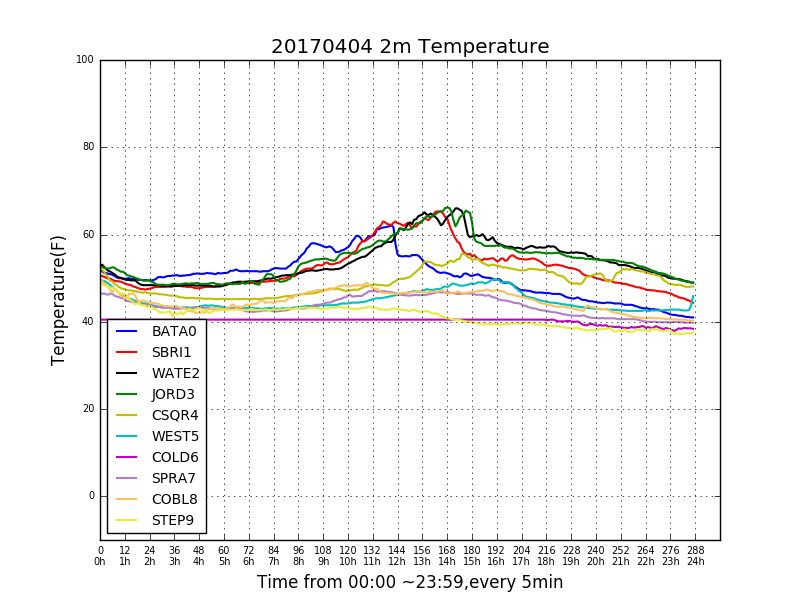 20170404 2m Temperature
Temperature(F)
100
80
60
40
20
0
BATA0
SBRI1
WATE2
JORD3
CSQR4
WEST5
COLD6
SPRA7
COBL8
STEP9
0 12 24 36 48 60 72 84 96 108 120 132 144 156 168 180 192 204 216 228 240 252 264 276 288
0h 1h 2h 3h 4h 5h 6h 7h 8h 9h 10h 11h 12h 13h 14h 15h 16h 17h 18h 19h 20h 21h 22h 23h 24h
Time from 00:00 ~23:59,every 5min